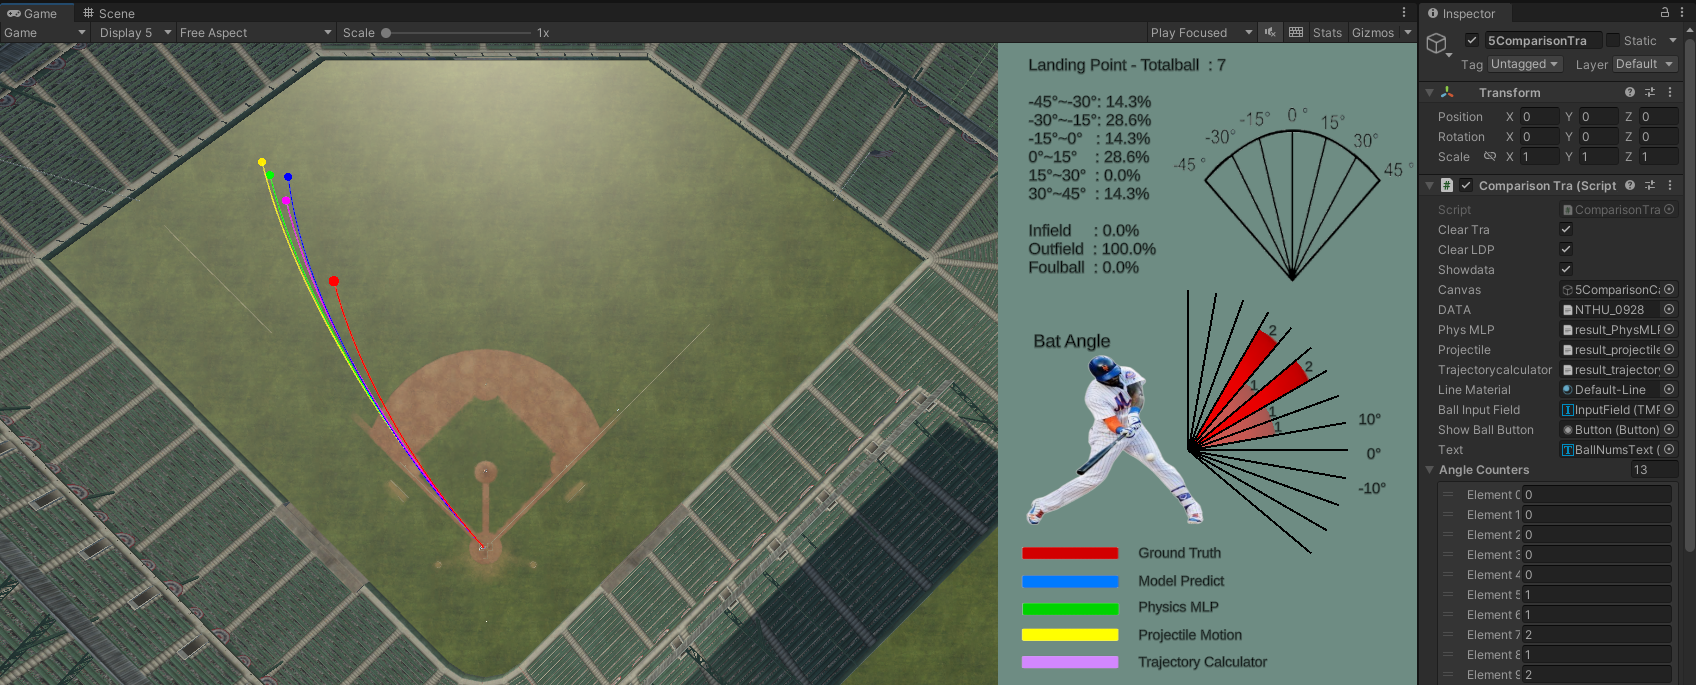 Game
Scene
Game
Display 5
Free Aspect
Scale
1x
Play Focused
Stats
Gizmos
Landing Point - Totalball : 7
-45°~-30°: 14.3%
-30°~-15°: 28.6%
-15°~0° : 14.3%
0°~15° : 28.6%
15°~30° : 0.0%
30°~45° : 14.3%
Infield : 0.0%
Outfield : 100.0%
Foulball : 0.0%
-45 °
-30°
-15°
0 °
15°
30°
45 °
Bat Angle
2
2
1
1
1
10°
0°
-10°
Ground Truth
Model Predict
Physics MLP
Projectile Motion
Trajectory Calculator
Inspector
5ComparisonTra
Static
Tag Untagged Layer Default
Transform
Position X 0 Y 0 Z 0
Rotation X 0 Y 0 Z 0
Scale X 1 Y 1 Z 1
Comparison Tra (Script
Script ComparisonTra
Clear Tra
Clear LDP
Showdata
Canvas 5ComparisonCa
DATA NTHU_0928
Phys MLP result_PhysMLF
Projectile result_projectile
Trajectorycalculator result_trajectory
Line Material Default-Line
Ball Input Field InputField (TMF
Show Ball Button Button (Button)
Text BallNumsText (
Angle Counters 13
Element 0 0
Element 1 0
Element 2 0
Element 3 0
Element 4 0
Element 5 1
Element 6 1
Element 7 2
Element 8 1
Element 9 2